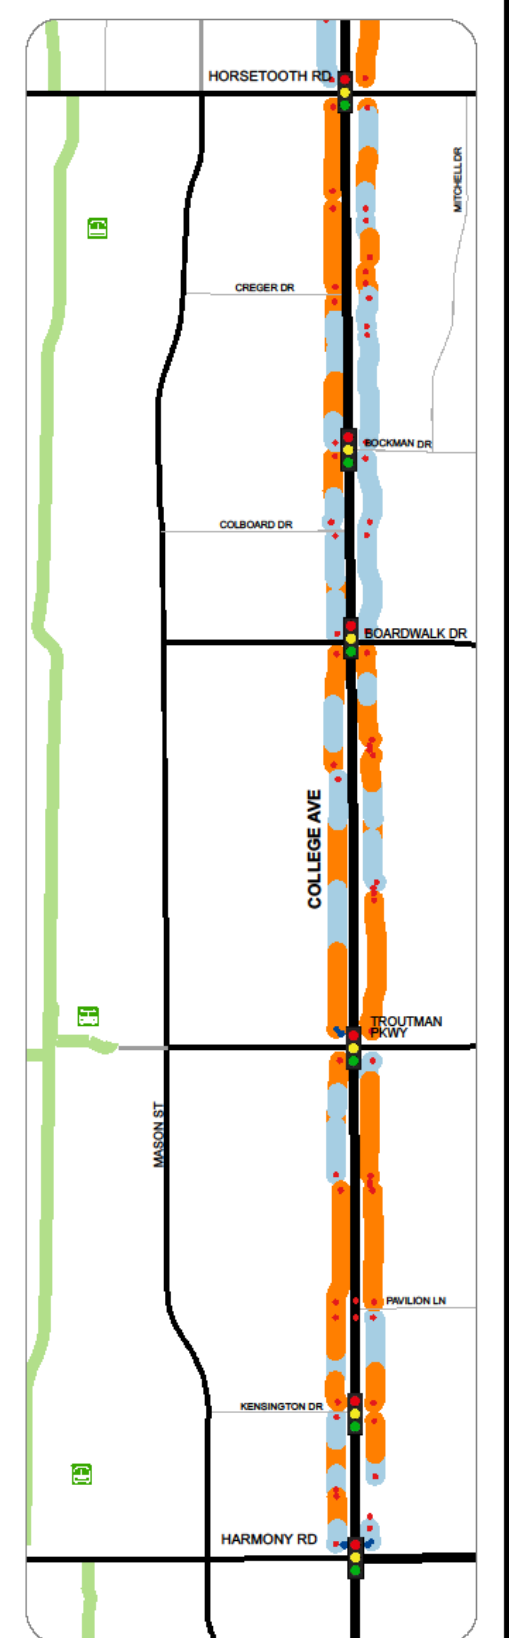 HORSETOOTH RD
MITCHELL DR
CREGER DR
BOCKMAN DR
COLBOARD DR
BOARDWALK DR
COLLEGE AVE
TROUTMAN
PKWY
MASON ST
PAVILION LN
KENSINGTON DR
HARMONY RD